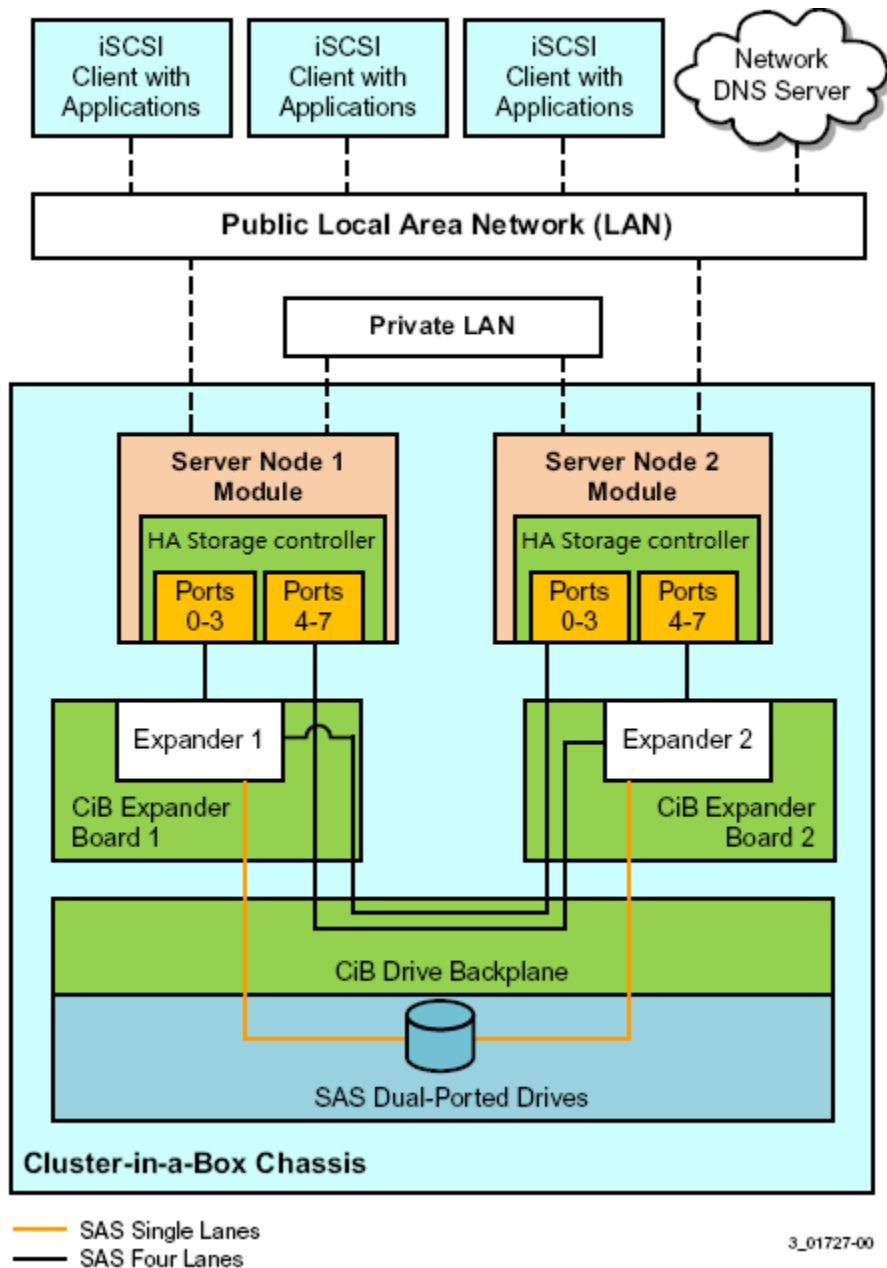 iSCSI
Client with
Applications
iSCSI
Client with
Applications
iSCSI
Client with
Applications
Network
DNS Server
Public Local Area Network (LAN)
Private LAN
Server Node 1
Module
HA Storage controller
Ports
0-3
Ports
4-7
Server Node 2
Module
HA Storage controller
Ports
0-3
Ports
4-7
Expander 1
CiB Expander
Board 1
Expander 2
CiB Expander
Board 2
CiB Drive Backplane
SAS Dual-Ported Drives
Cluster-in-a-Box Chassis
SAS Single Lanes
SAS Four Lanes
3_01727-00